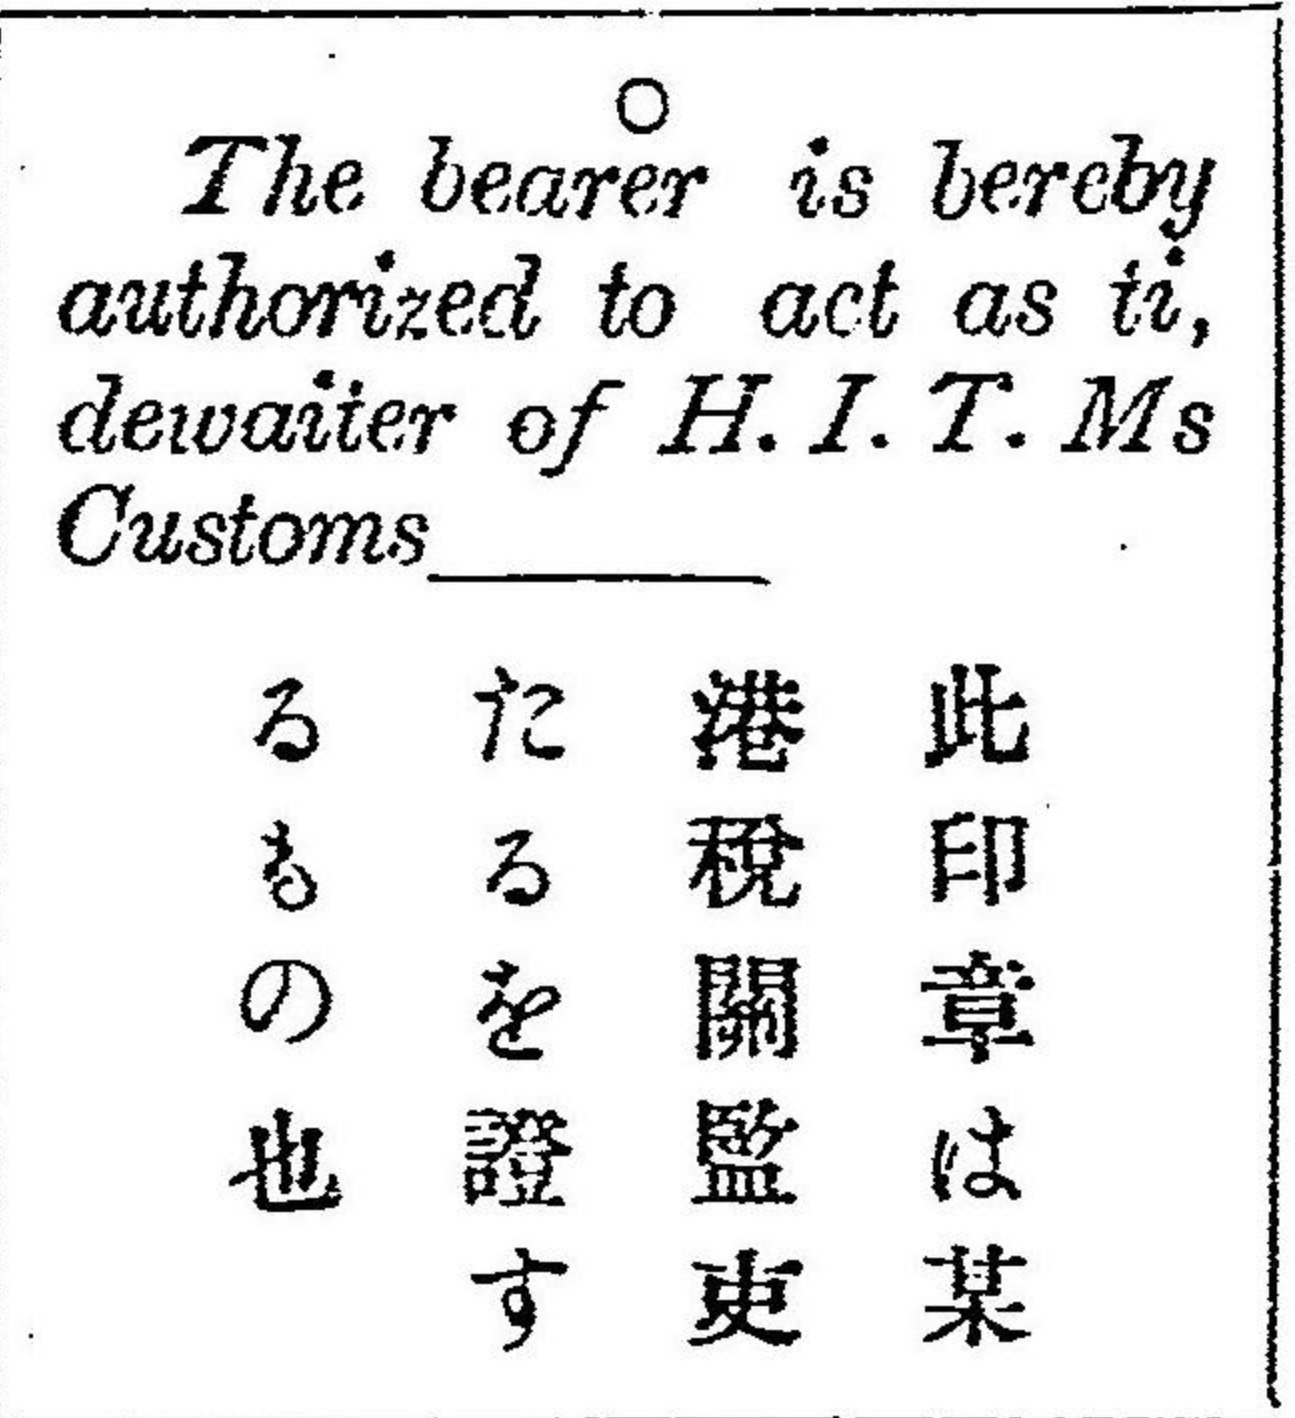 ○
The bearer is bereby
authorized to act as ti,
dewaiter of H. I. T. Ms
Customs
此印章は某
港稅關監吏
たるを證す
るもの也